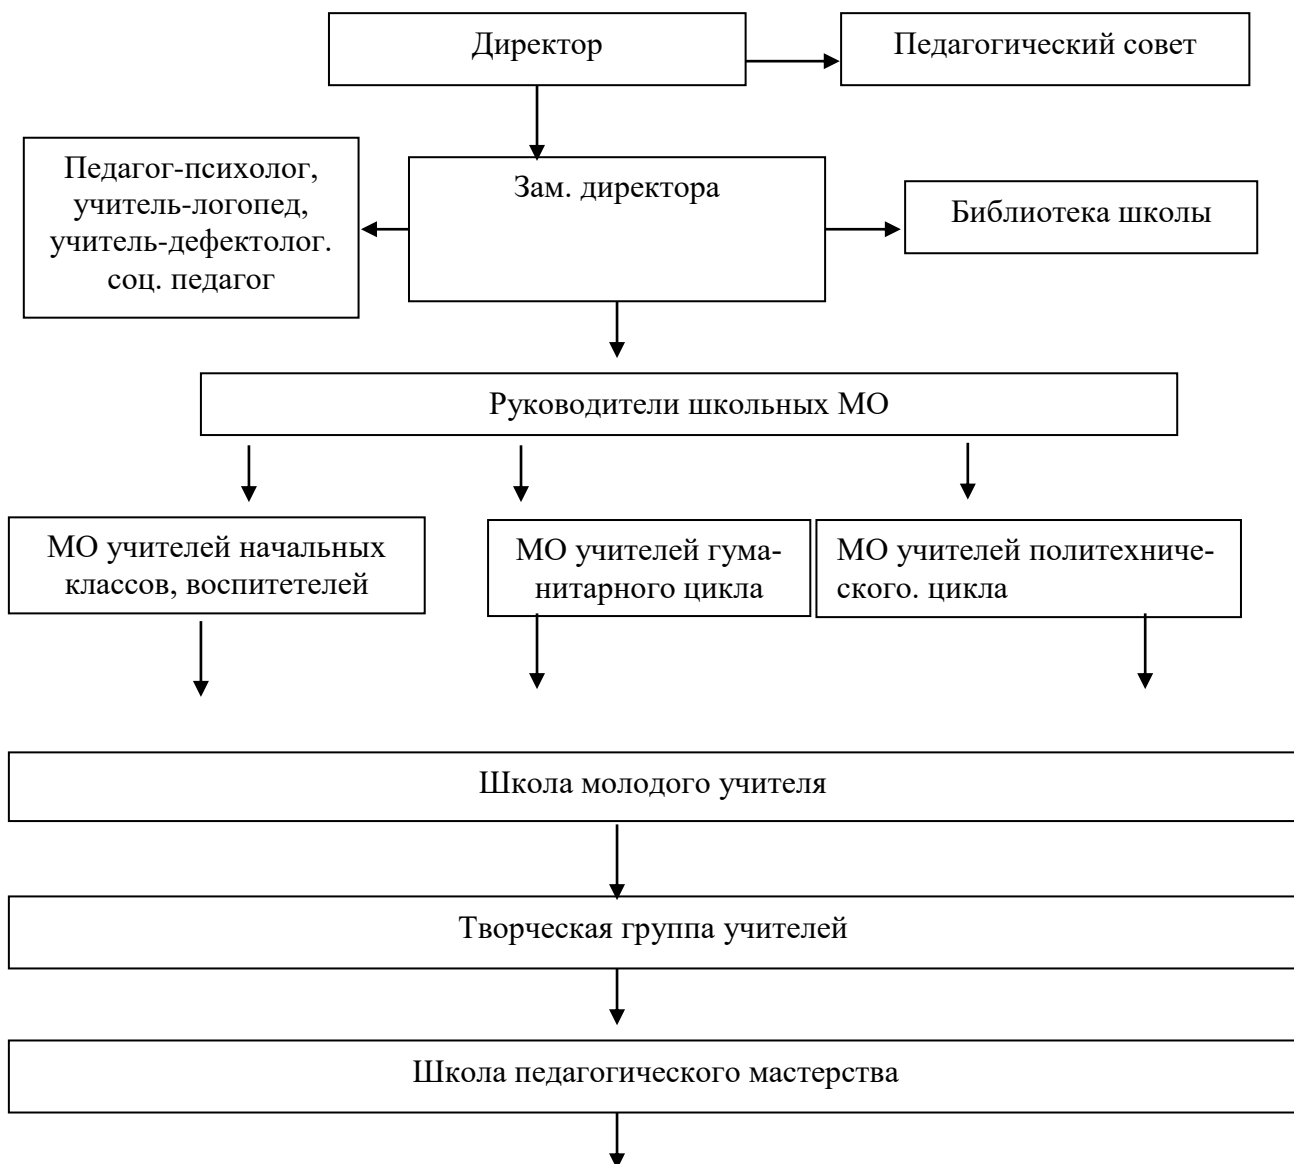 Директор
Педагогический совет
Педагог-психолог,
учитель-логопед,
учитель-дефектолог.
соц. педагог
Зам. директора
Библиотека школы
Руководители школьных МО
МО учителей начальных
классов, воспитетелей
МО учителей гума-
нитарного цикла
МО учителей политехниче-
ского. цикла
Школа молодого учителя
Творческая группа учителей
Школа педагогического мастерства